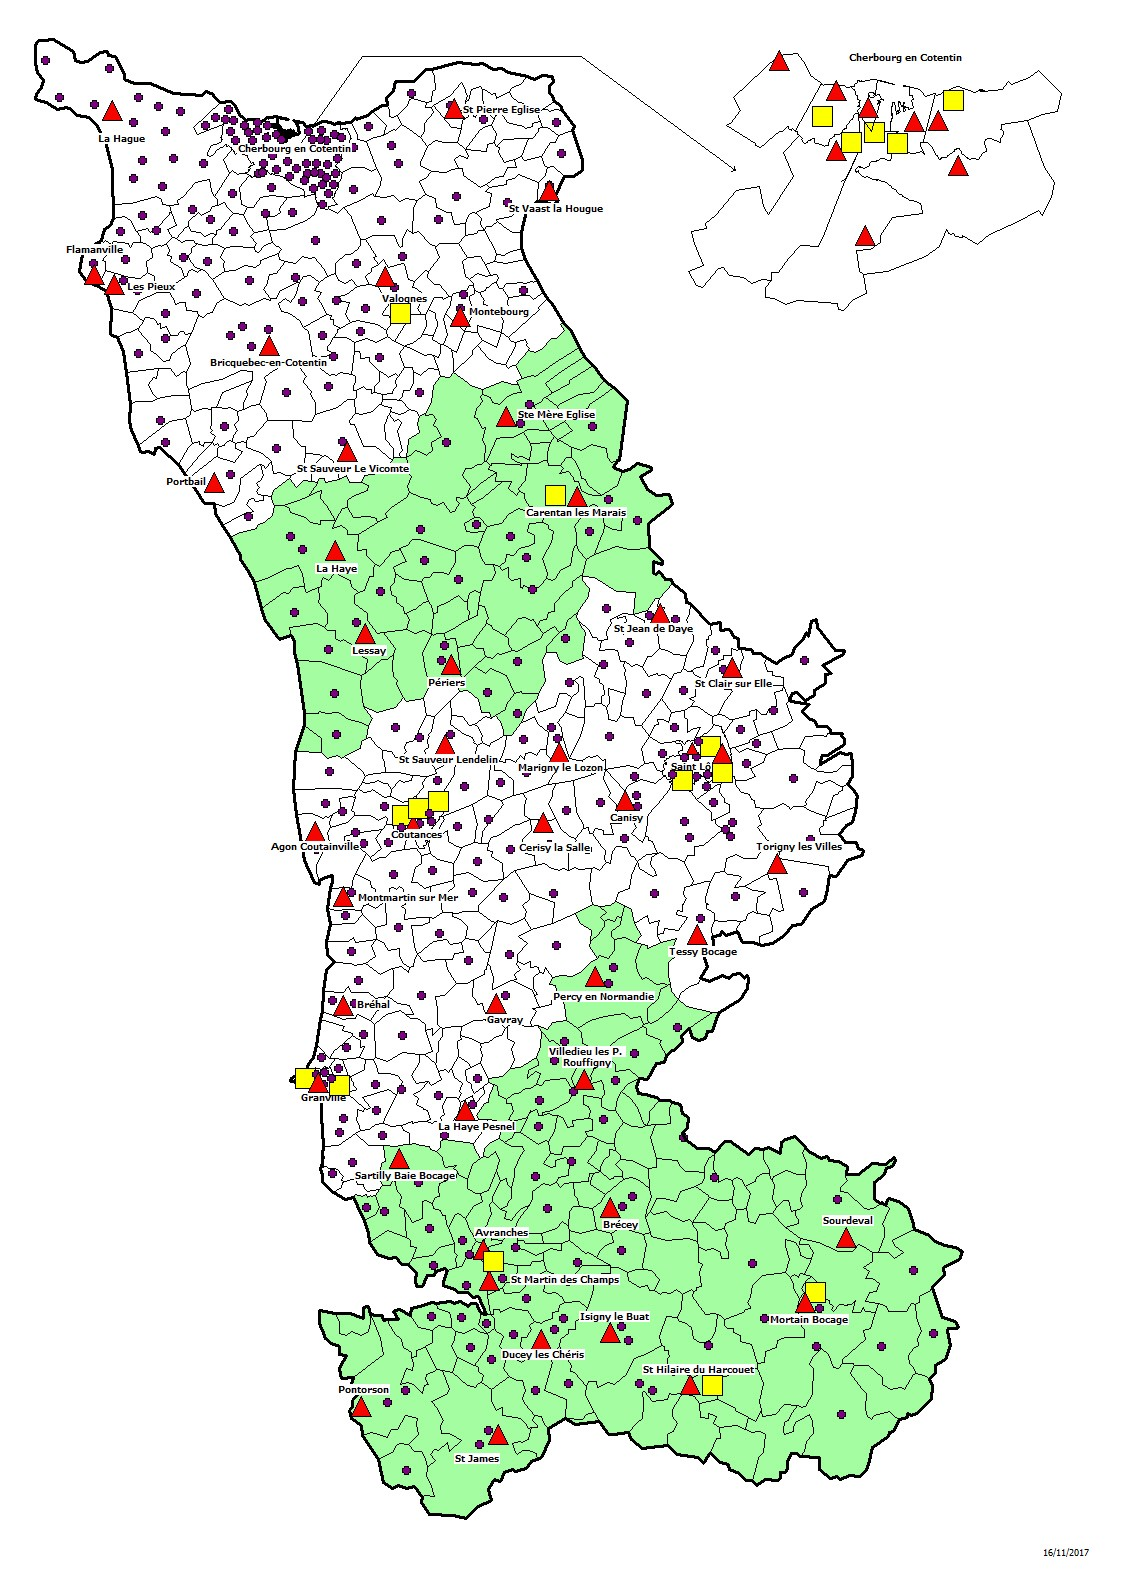 Cherbourg en Cotentin
St Pierre Eglise
La Hague
Cherbourg en Cotentin
St Vaast la Hougue
Flamanville
Les Pieux
Valognes
Montebourg
Bricquebec-en-Cotentin
Ste Mère Eglise
St Sauveur Le Vicomte
Portbail
Carentan les Marais
La Haye
St Jean de Daye
Lessay
Périers
St Clair sur Elle
St Sauveur Lendelin
Marigny le Lozon
Saint Lô
Canisy
Coutances
Agon Coutainville
Cerisy la Salle
Torigny les Villes
Montmartin sur Mer
Tessy Bocage
Percy en Normandie
Bréhal
Gavray
Villedieu les P.
Rouffigny
Granville
La Haye Pesnel
Sartilly Baie Bocage
Brécey
Sourdeval
Avranches
St Martin des Champs
Isigny le Buat
Mortain Bocage
Ducey les Chéris
St Hilaire du Harcouet
Pontorson
St James
16/11/2017